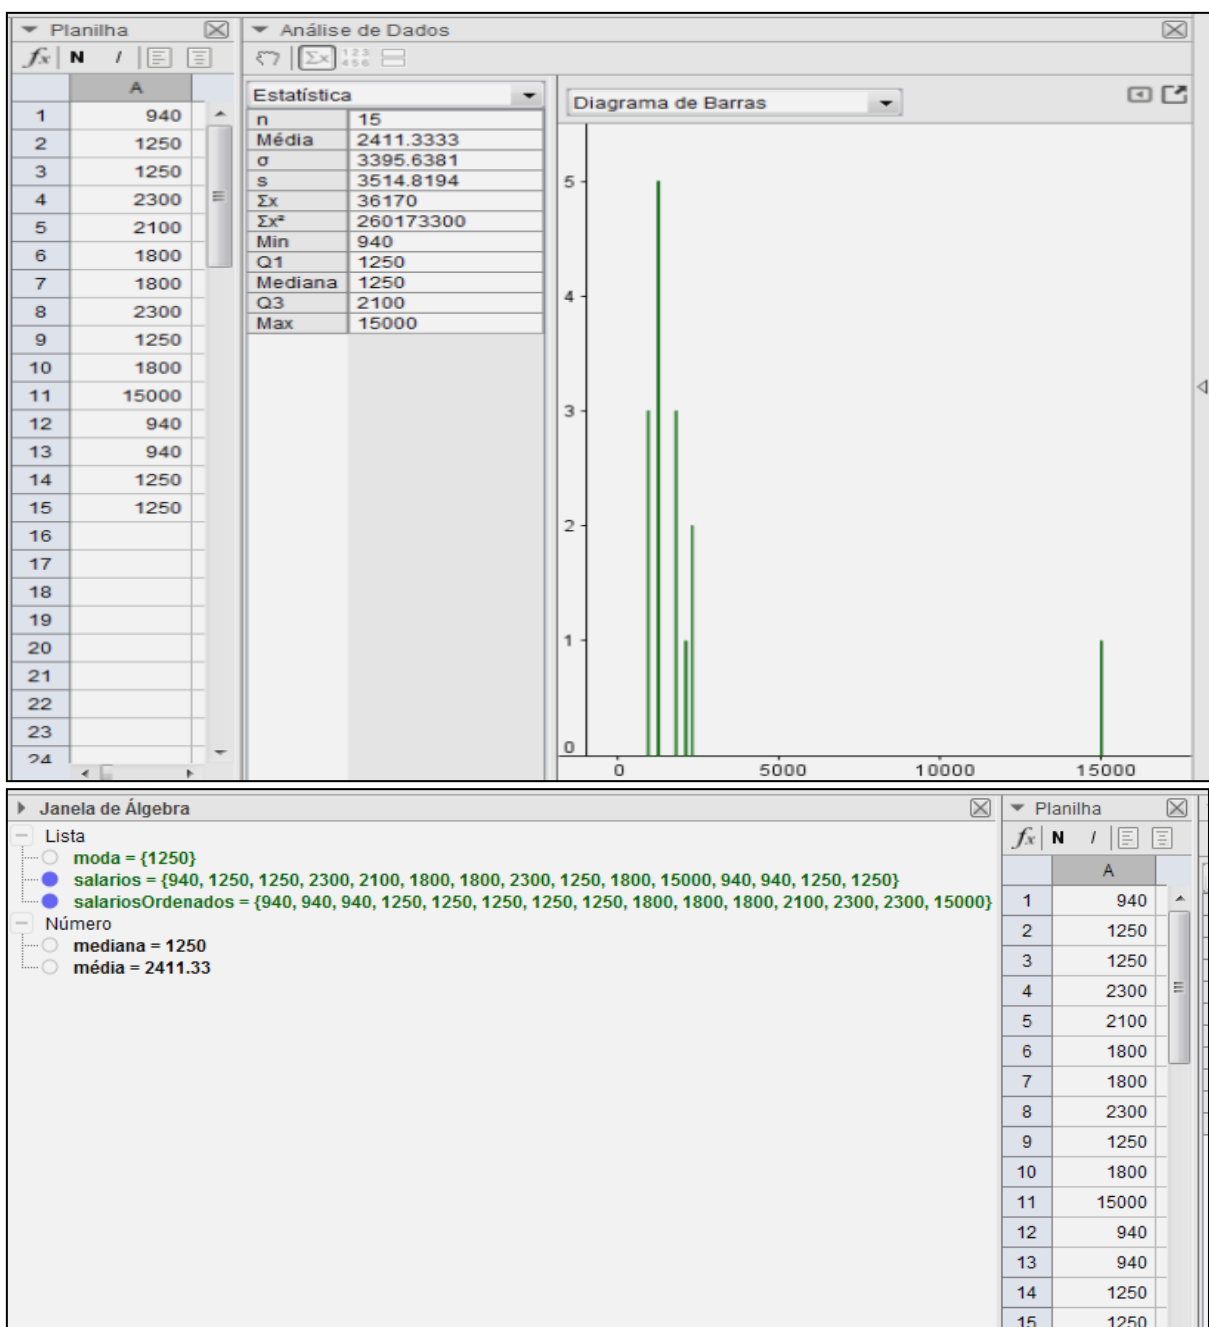 Planilha
fx N I
A
1 940
2 1250
3 1250
4 2300
5 2100
6 1800
7 1800
8 2300
9 1250
10 1800
11 15000
12 940
13 940
14 1250
15 1250
16
17
18
19
20
21
22
23
24
Análise de Dados
Σx 123 456
Estatística
n 15
Média 2411.3333
σ 3395.6381
s 3514.8194
Σx 36170
Σx² 260173300
Min 940
Q1 1250
Mediana 1250
Q3 2100
Max 15000
Diagrama de Barras
5
4
3
2
1
0
0 5000 10000 15000
Janela de Álgebra
Lista
moda = {1250}
salarios = {940, 1250, 1250, 2300, 2100, 1800, 1800, 2300, 1250, 1800, 15000, 940, 940, 1250, 1250}
salariosOrdenados = {940, 940, 940, 1250, 1250, 1250, 1250, 1250, 1800, 1800, 1800, 2100, 2300, 2300, 15000}
Número
mediana = 1250
média = 2411.33
Planilha
fx N I
A
1 940
2 1250
3 1250
4 2300
5 2100
6 1800
7 1800
8 2300
9 1250
10 1800
11 15000
12 940
13 940
14 1250
15 1250